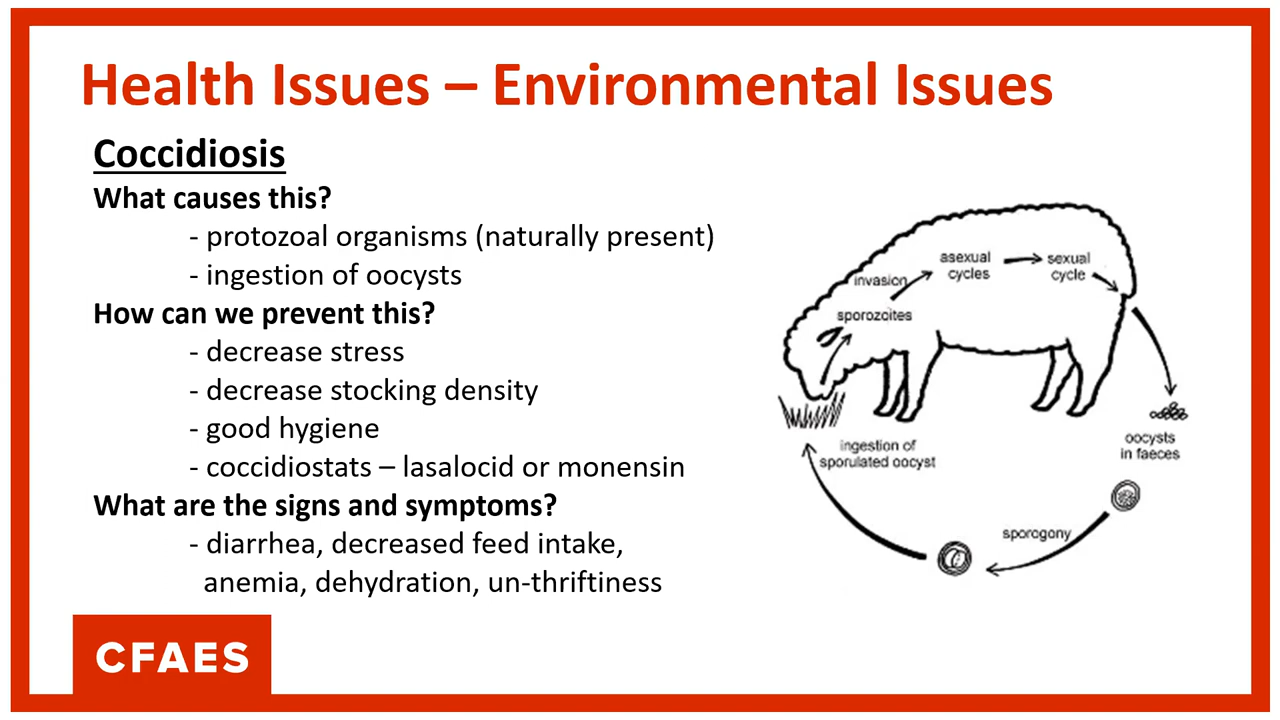 Health Issues – Environmental Issues
Coccidiosis
What causes this?
- protozoal organisms (naturally present)
- ingestion of oocysts
How can we prevent this?
- decrease stress
- decrease stocking density
- good hygiene
- coccidiostats – lasalocid or monensin
What are the signs and symptoms?
- diarrhea, decreased feed intake,
anemia, dehydration, un-thriftiness
asexual
cycles
sexual
cycle
invasion
sporozoites
ingestion of
sporulated oocyst
oocysts
in faeces
sporogony
CFAES